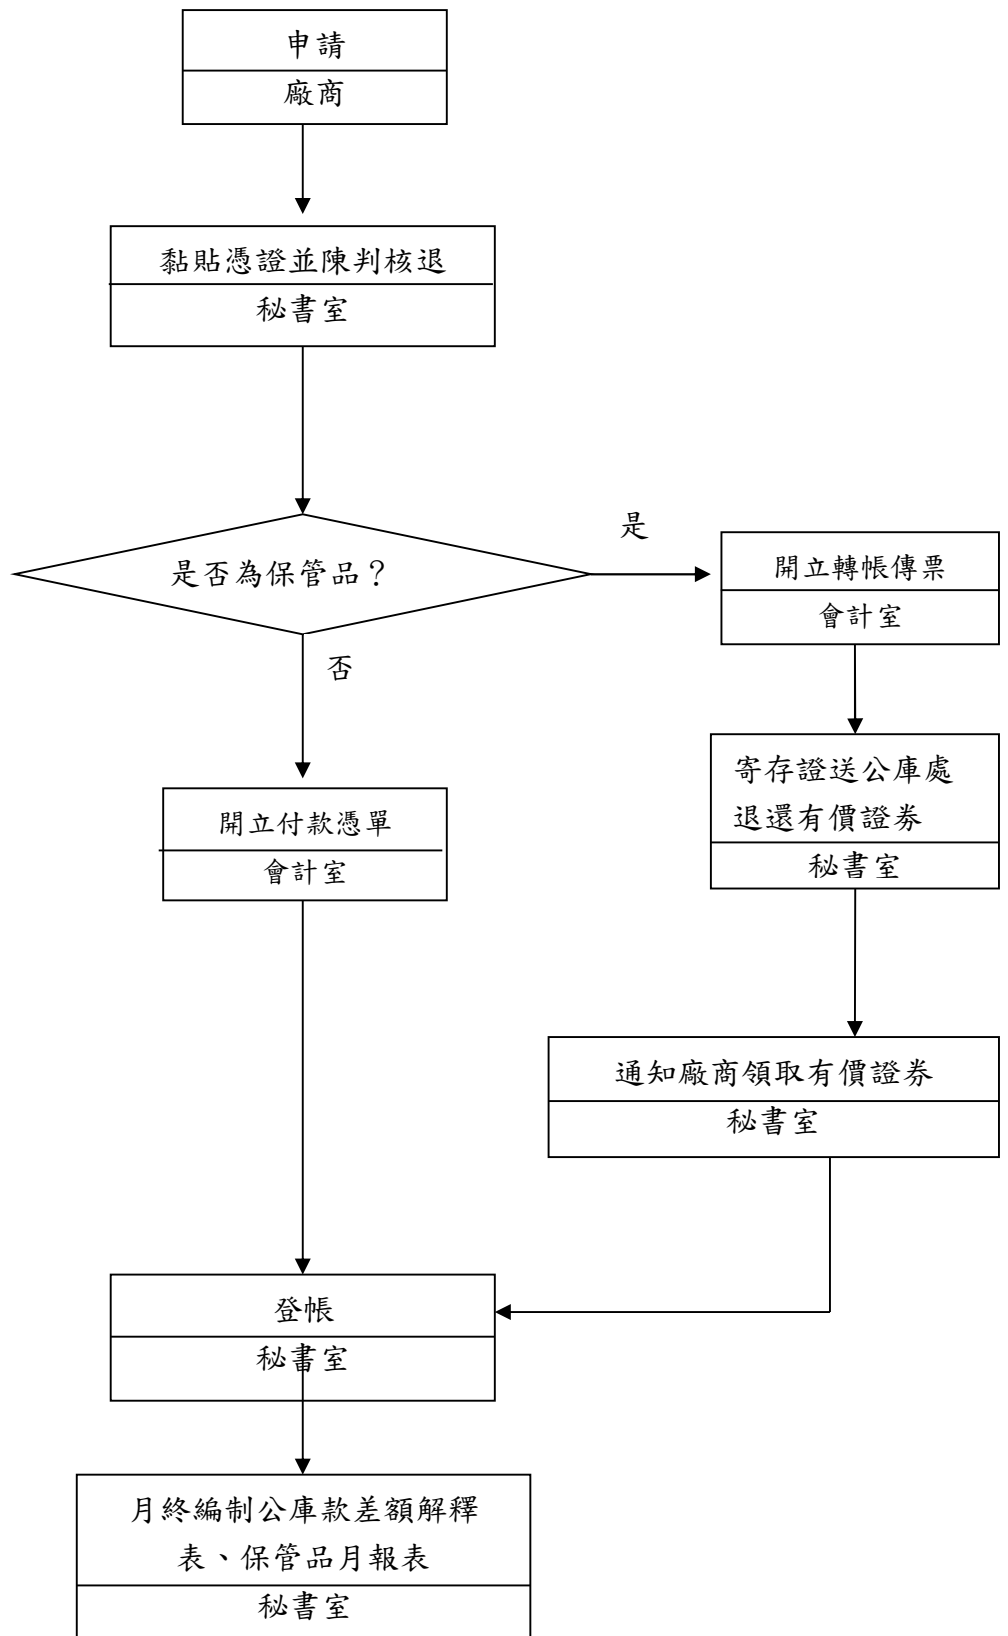 申請
廠商
黏貼憑證並陳判核退
秘書室
是否為保管品？
是
否
開立轉帳傳票
會計室
寄存證送公庫處
退還有價證券
秘書室
開立付款憑單
會計室
通知廠商領取有價證券
秘書室
登帳
秘書室
月終編制公庫款差額解釋
表、保管品月報表
秘書室